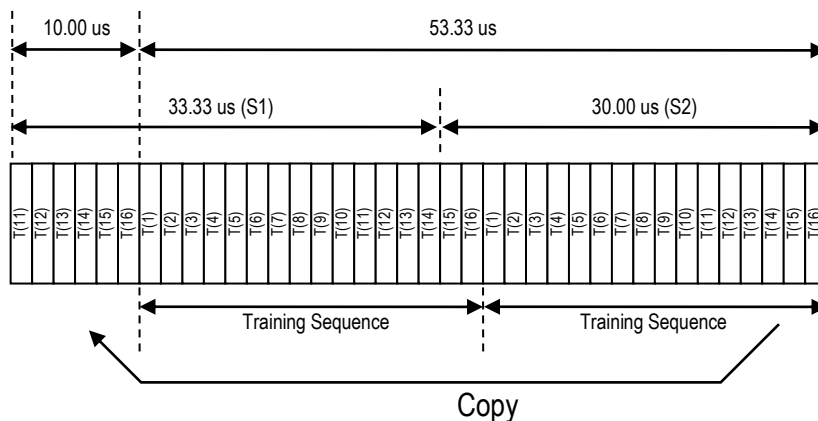 10.00 us 53.33 us
33.33 us (S1) 30.00 us (S2)
T(11) T(12) T(13) T(14) T(15) T(16) T(1) T(2) T(3) T(4) T(5) T(6) T(7) T(8) T(9) T(10) T(11) T(12) T(13) T(14) T(15) T(16) T(1) T(2) T(3) T(4) T(5) T(6) T(7) T(8) T(9) T(10) T(11) T(12) T(13) T(14) T(15) T(16)
Training Sequence Training Sequence
Copy